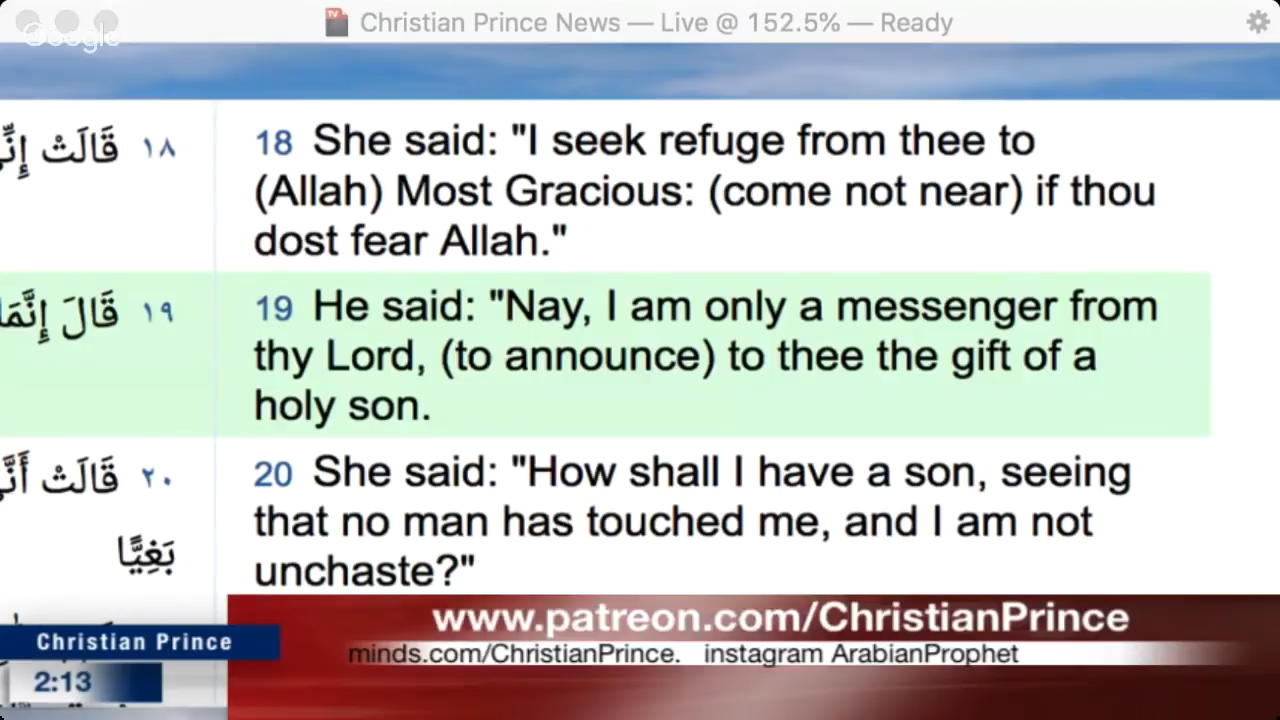 Google
Christian Prince News — Live @ 152.5% — Ready
18 She said: "I seek refuge from thee to
(Allah) Most Gracious: (come not near) if thou
dost fear Allah."
١٨ قَالَتْ
19 He said: "Nay, I am only a messenger from
thy Lord, (to announce) to thee the gift of a
holy son.
١٩ قَالَ إِنَّمَا
20 She said: "How shall I have a son, seeing
that no man has touched me, and I am not
unchaste?"
٢٠ قَالَتْ
بَغِيًّا
www.patreon.com/ChristianPrince
minds.com/ChristianPrince. instagram ArabianProphet
Christian Prince
2:13